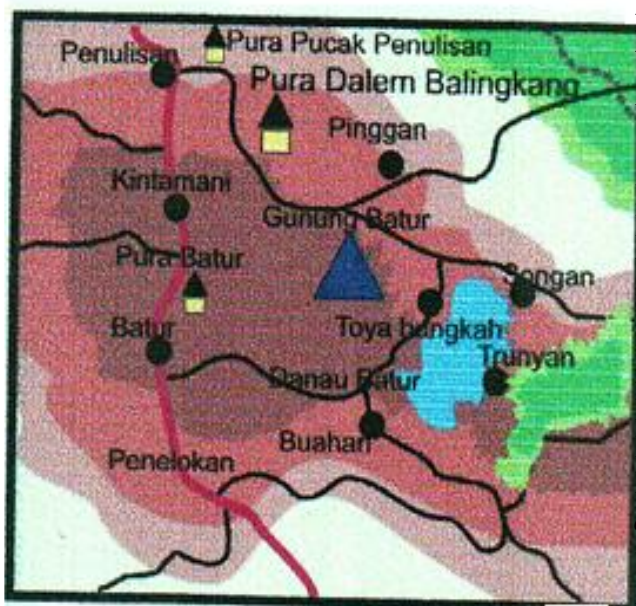 Pura Pucak Penulisan
Penulisan
Pura Dalem Balingkang
Pinggan
Kintamani
Gunung Batur
Pura Batur
Songan
Toya bungkah
Batur
Trunyan
Danau Batur
Buahan
Penelokan